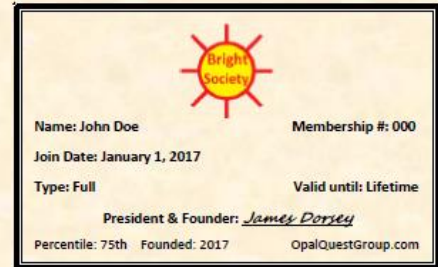 Bright
Society
Name: John Doe Membership #: 000
Join Date: January 1, 2017
Type: Full Valid until: Lifetime
President & Founder: James Dorsey
Percentile: 75th Founded: 2017 OpalQuestGroup.com